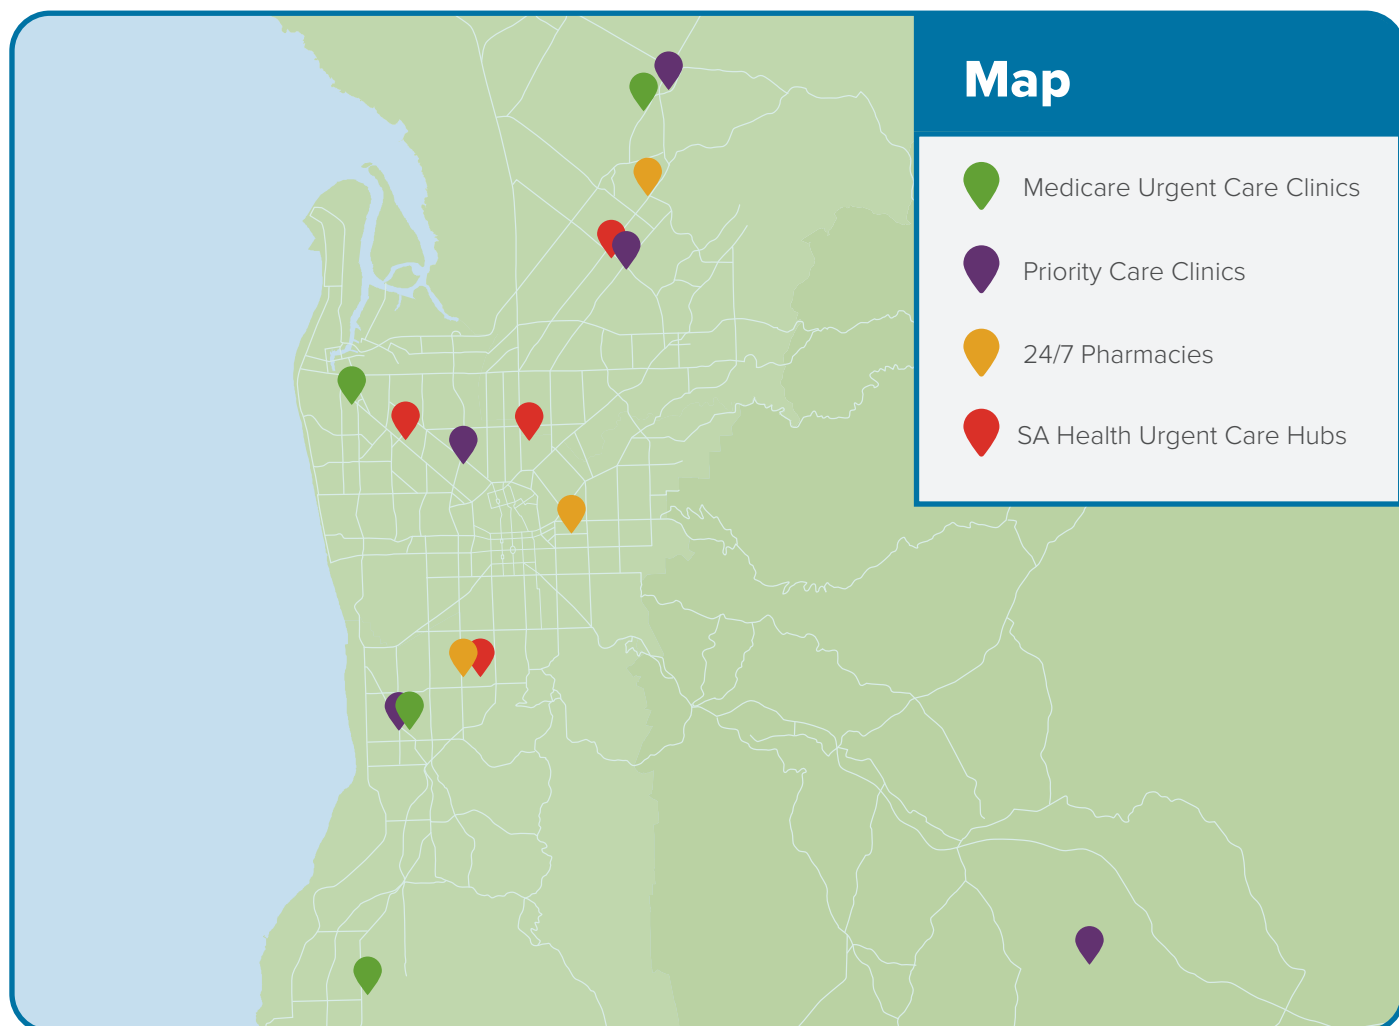 Map
Medicare Urgent Care Clinics
Priority Care Clinics
24/7 Pharmacies
SA Health Urgent Care Hubs